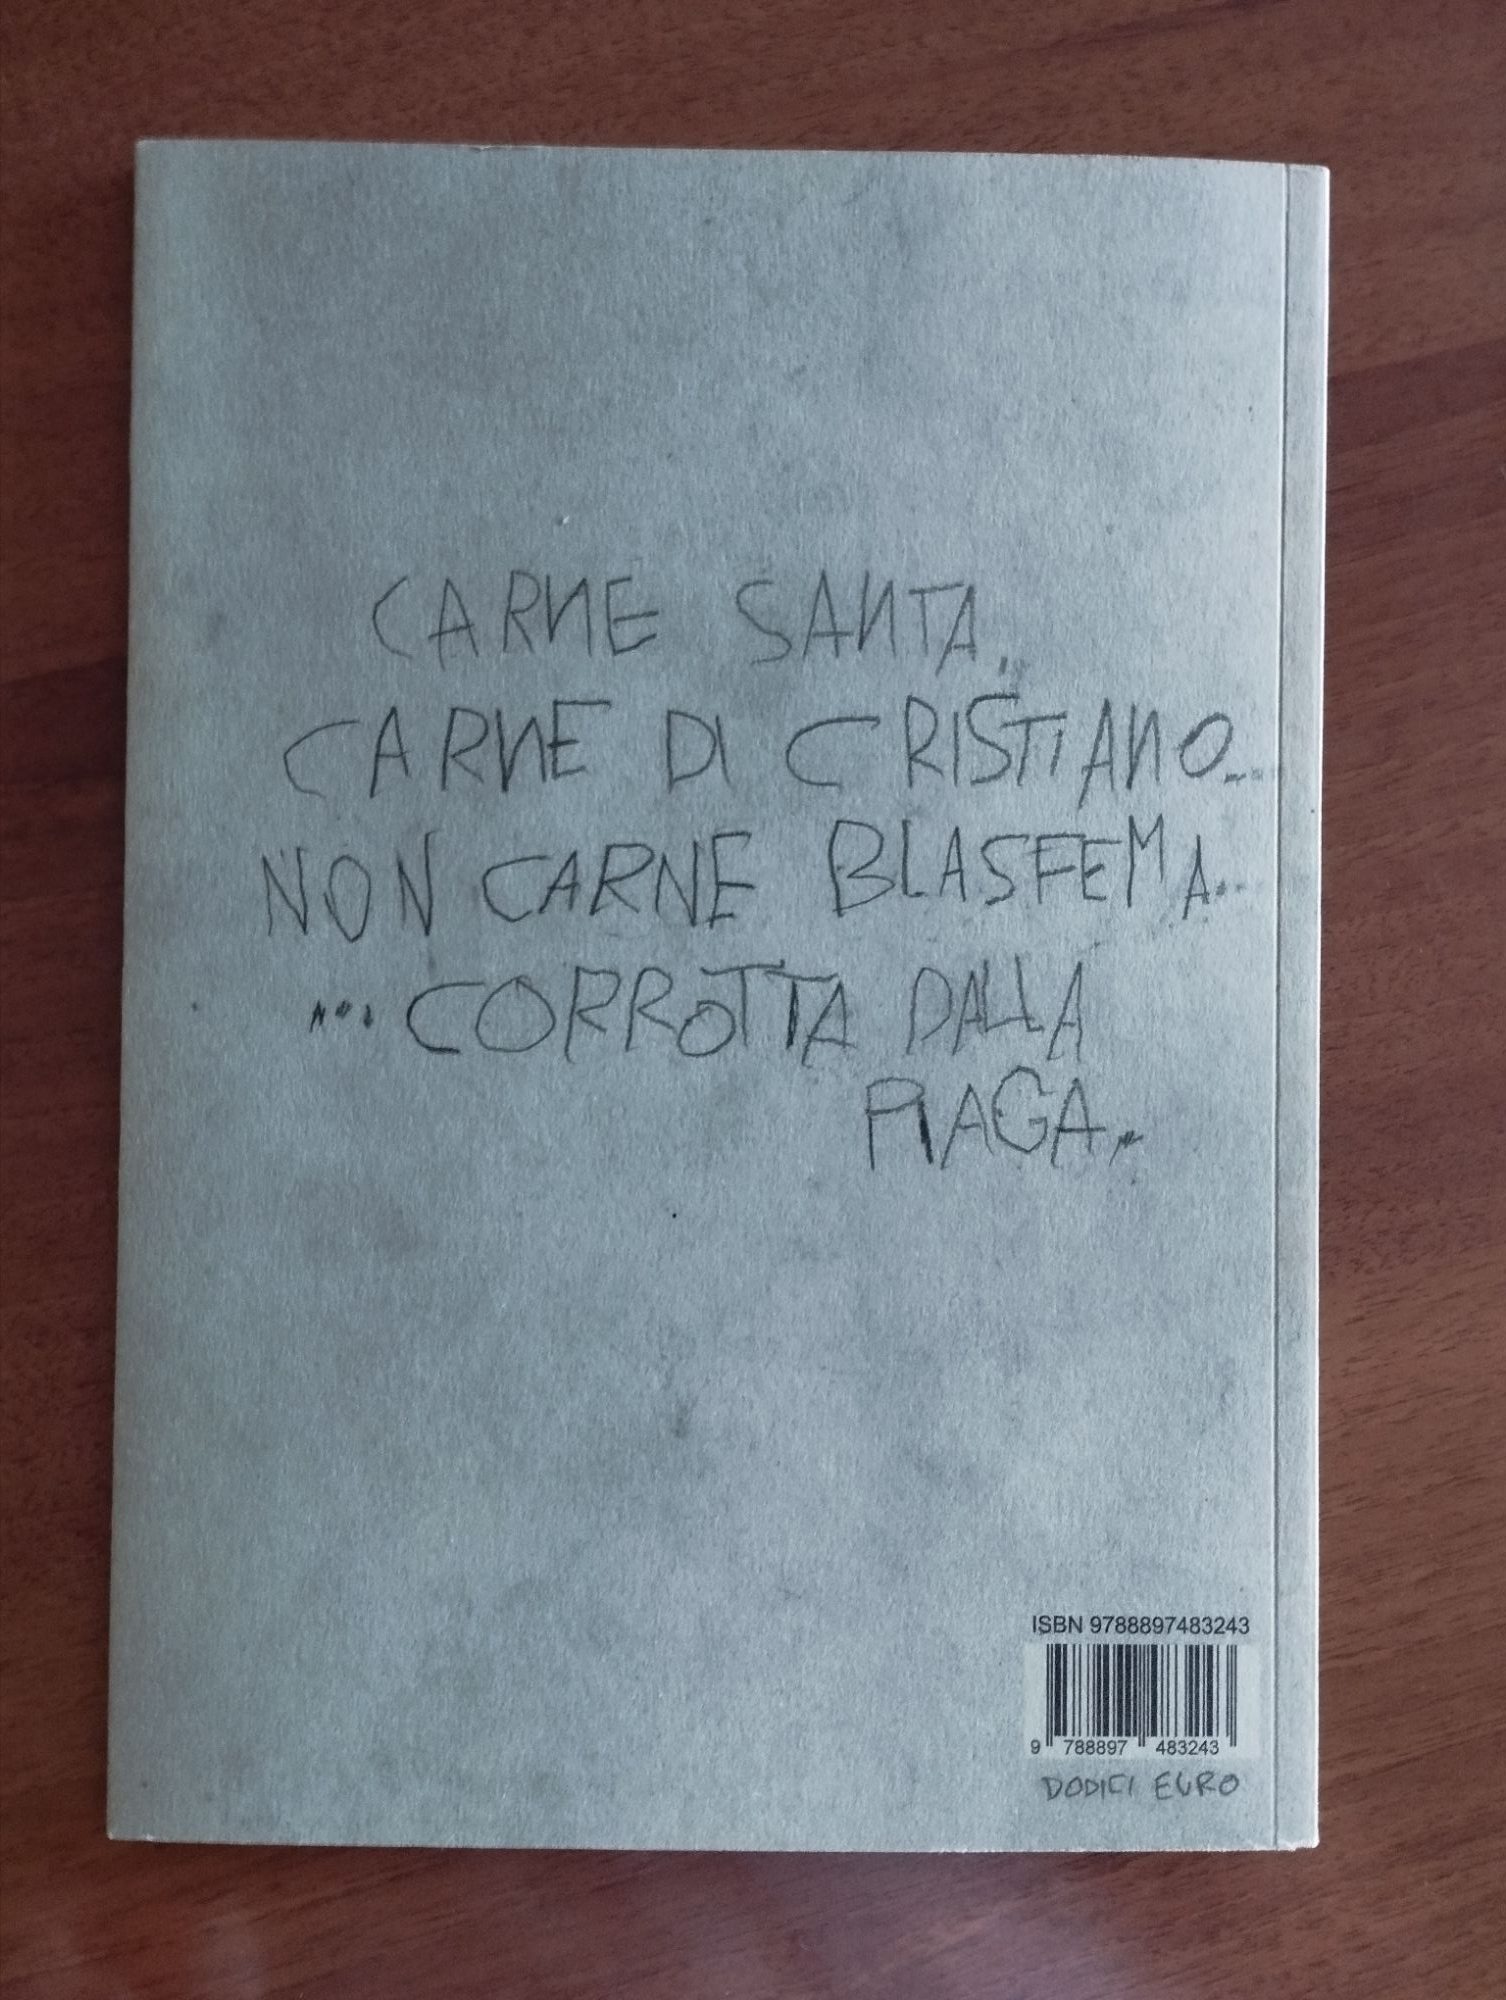 CARNE SANTA.
CARNE DI CRISTIANO...
NON CARNE BLASFEMA...
... CORROTTA DALLA
PIAGA.
ISBN 9788897483243
9 788897 483243
DODICI EURO